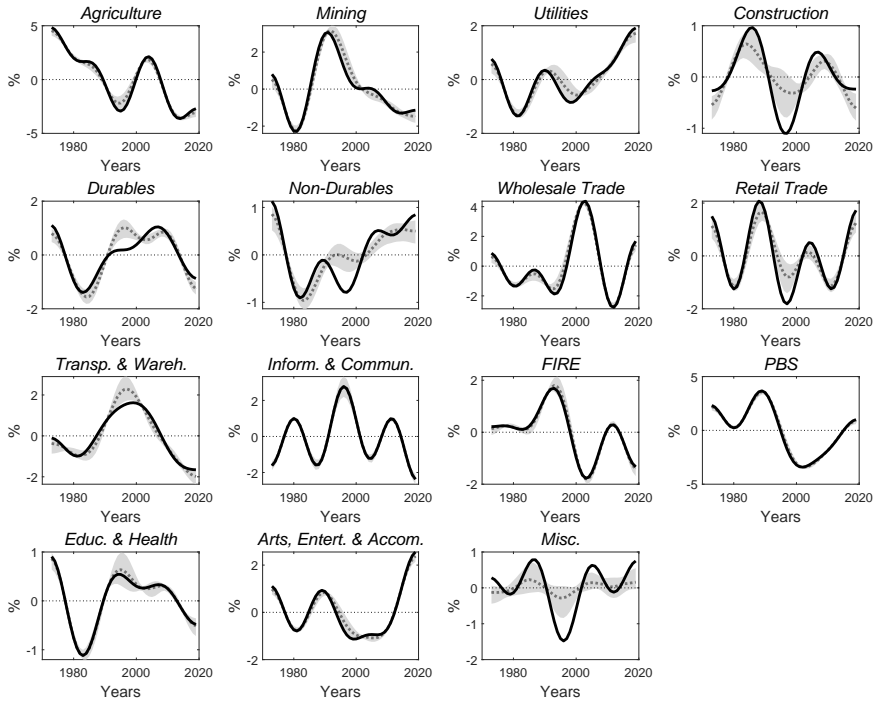 Agriculture
5
0
-5
%
1980 2000 2020
Years
Mining
2
0
-2
%
1980 2000 2020
Years
Utilities
2
0
-2
%
1980 2000 2020
Years
Construction
1
0
-1
%
1980 2000 2020
Years
Durables
2
0
-2
%
1980 2000 2020
Years
Non-Durables
1
0
-1
%
1980 2000 2020
Years
Wholesale Trade
4
2
0
-2
%
1980 2000 2020
Years
Retail Trade
2
0
-2
%
1980 2000 2020
Years
Transp. & Wareh.
2
0
-2
%
1980 2000 2020
Years
Inform. & Commun.
2
0
-2
%
1980 2000 2020
Years
FIRE
2
0
-2
%
1980 2000 2020
Years
PBS
5
0
-5
%
1980 2000 2020
Years
Educ. & Health
1
0
-1
%
1980 2000 2020
Years
Arts, Entert. & Accom.
2
0
-2
%
1980 2000 2020
Years
Misc.
1
0
-1
-2
%
1980 2000 2020
Years